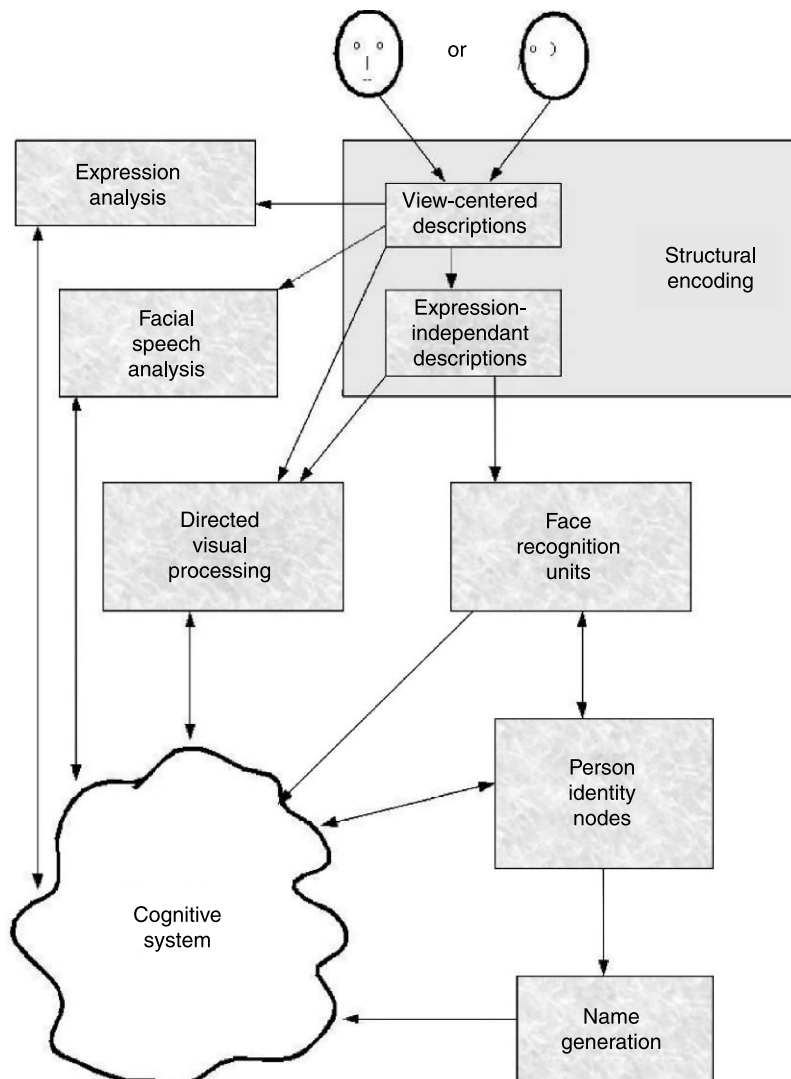 or
Expression
analysis
View-centered
descriptions
Structural
encoding
Facial
speech
analysis
Expression-
independant
descriptions
Directed
visual
processing
Face
recognition
units
Person
identity
nodes
Cognitive
system
Name
generation